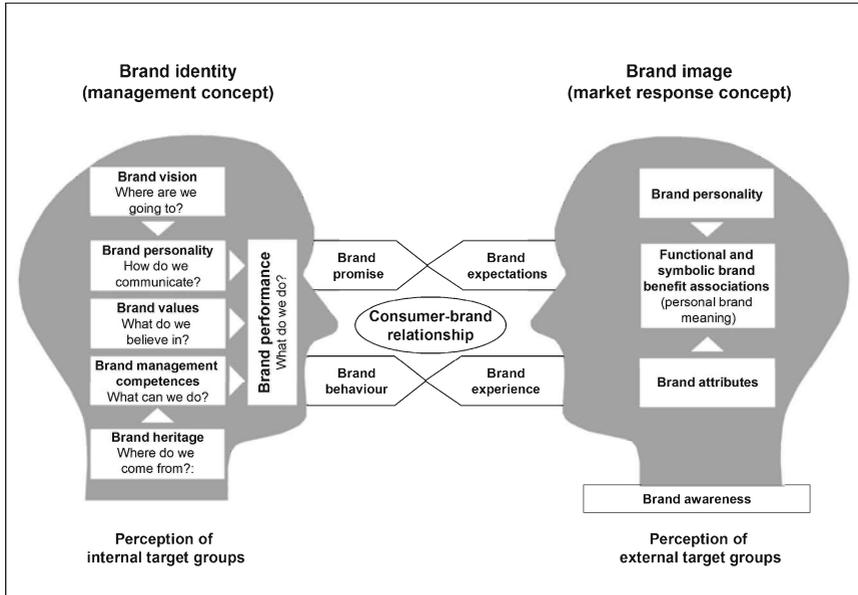 Brand identity
(management concept)
Brand image
(market response concept)
Brand vision
Where are we
going to?
Brand personality
How do we
communicate?
Brand values
What do we
believe in?
Brand management
competences
What can we do?
Brand heritage
Where do we
come from?:
Brand performance
What do we do?
Brand
promise
Brand
expectations
Consumer-brand
relationship
Brand
behaviour
Brand
experience
Brand personality
Functional and
symbolic brand
benefit associations
(personal brand
meaning)
Brand attributes
Brand awareness
Perception of
internal target groups
Perception of
external target groups